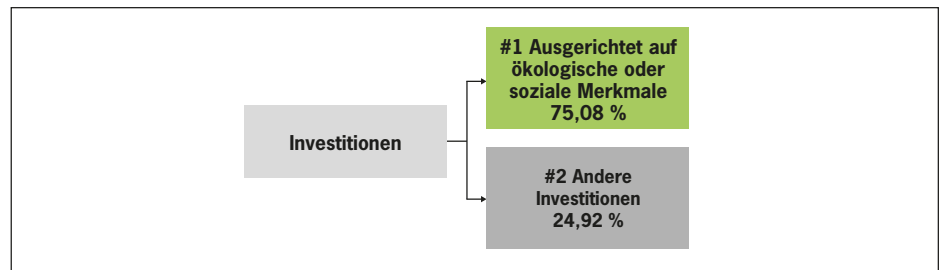 #1 Ausgerichtet auf
ökologische oder
soziale Merkmale
75,08 %
Investitionen
#2 Andere
Investitionen
24,92 %